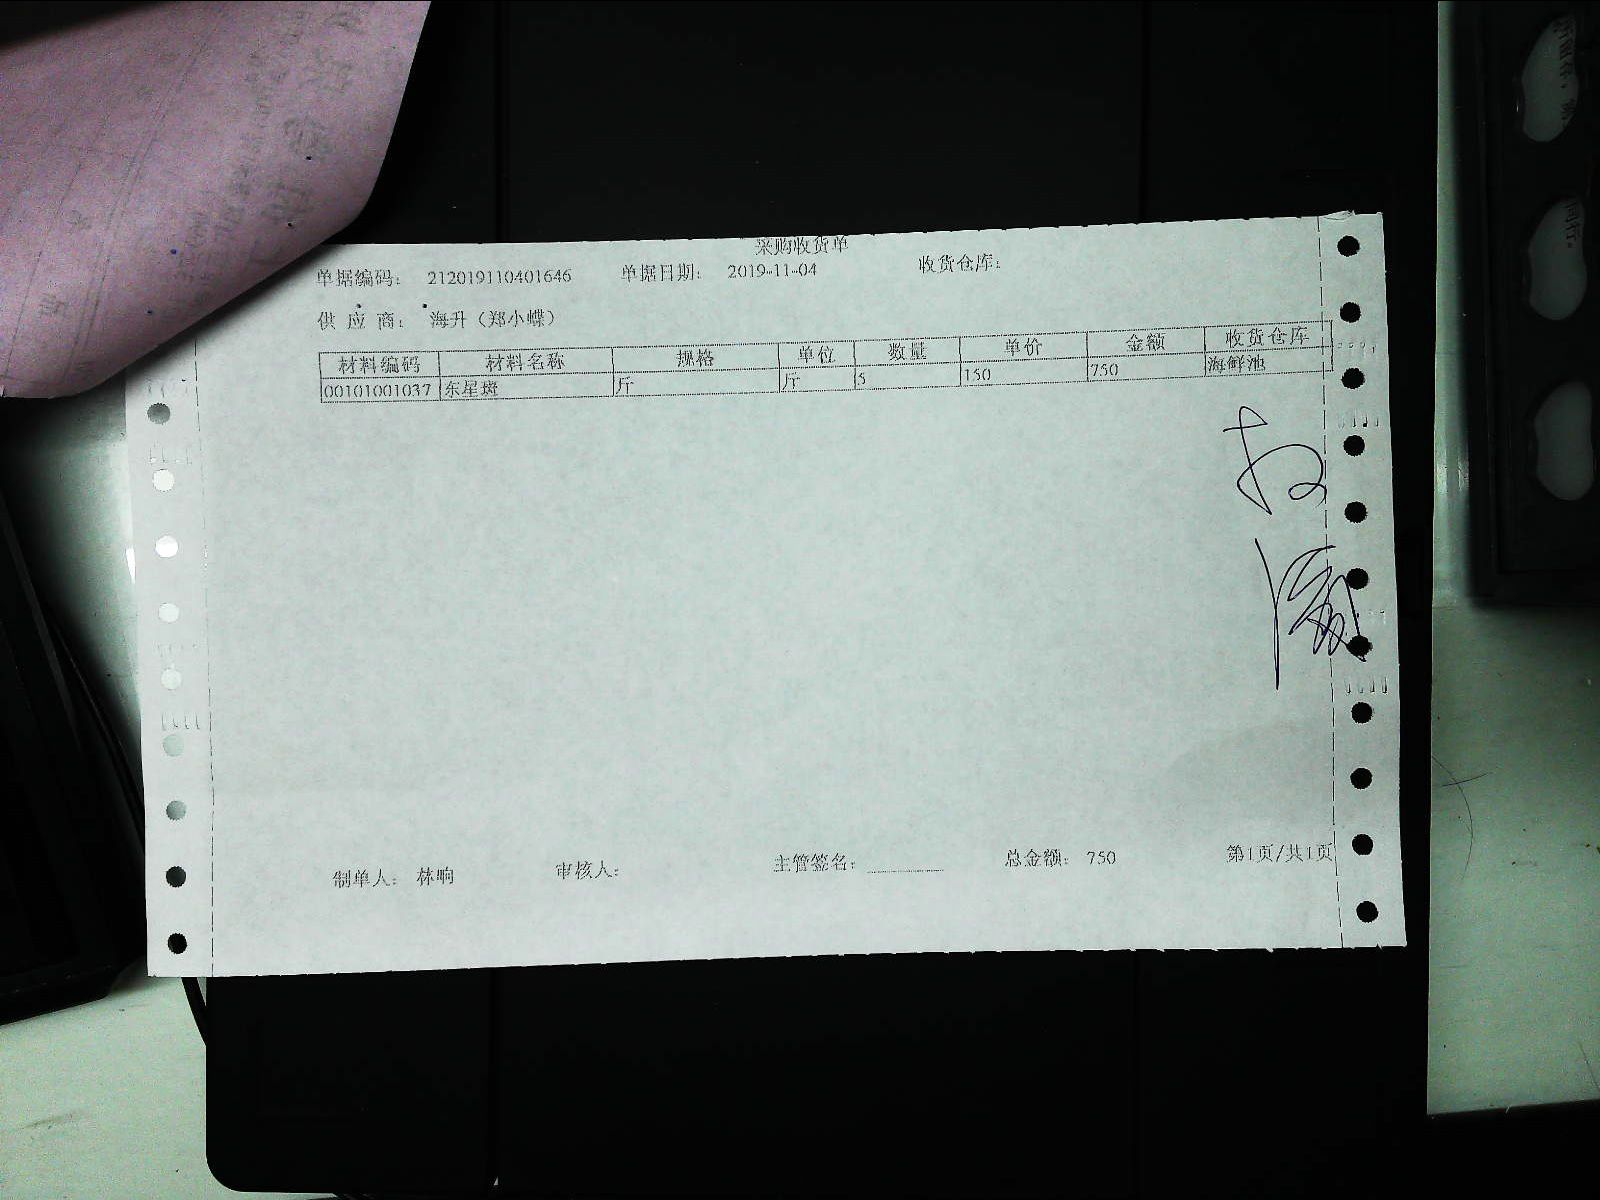 采购收货单
单据编码: 212019110401646 单据日期: 2019-11-04 收货仓库:
供 应 商: 海升（郑小蝶）
材料编码 材料名称 规格 单位 数量 单价 金额 收货仓库
00101001037 东星斑 斤 斤 5 150 750 海鲜池
制单人: 林响 审核人: 主管签名: 总金额: 750 第1页/共1页